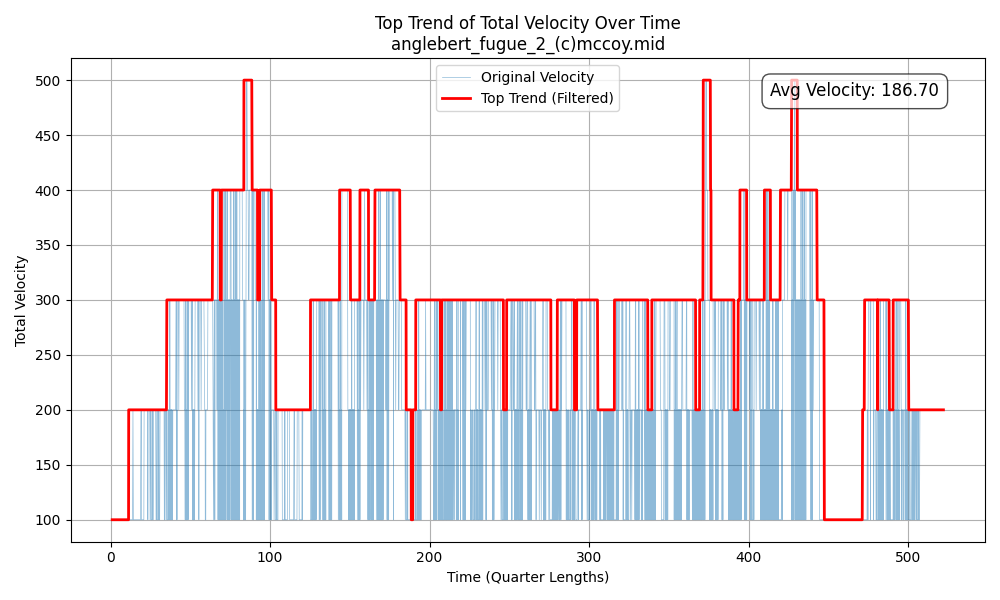 Top Trend of Total Velocity Over Time
anglebert_fugue_2_(c)mccoy.mid
Original Velocity
Top Trend (Filtered)
Avg Velocity: 186.70
Total Velocity
500
450
400
350
300
250
200
150
100
0 100 200 300 400 500
Time (Quarter Lengths)